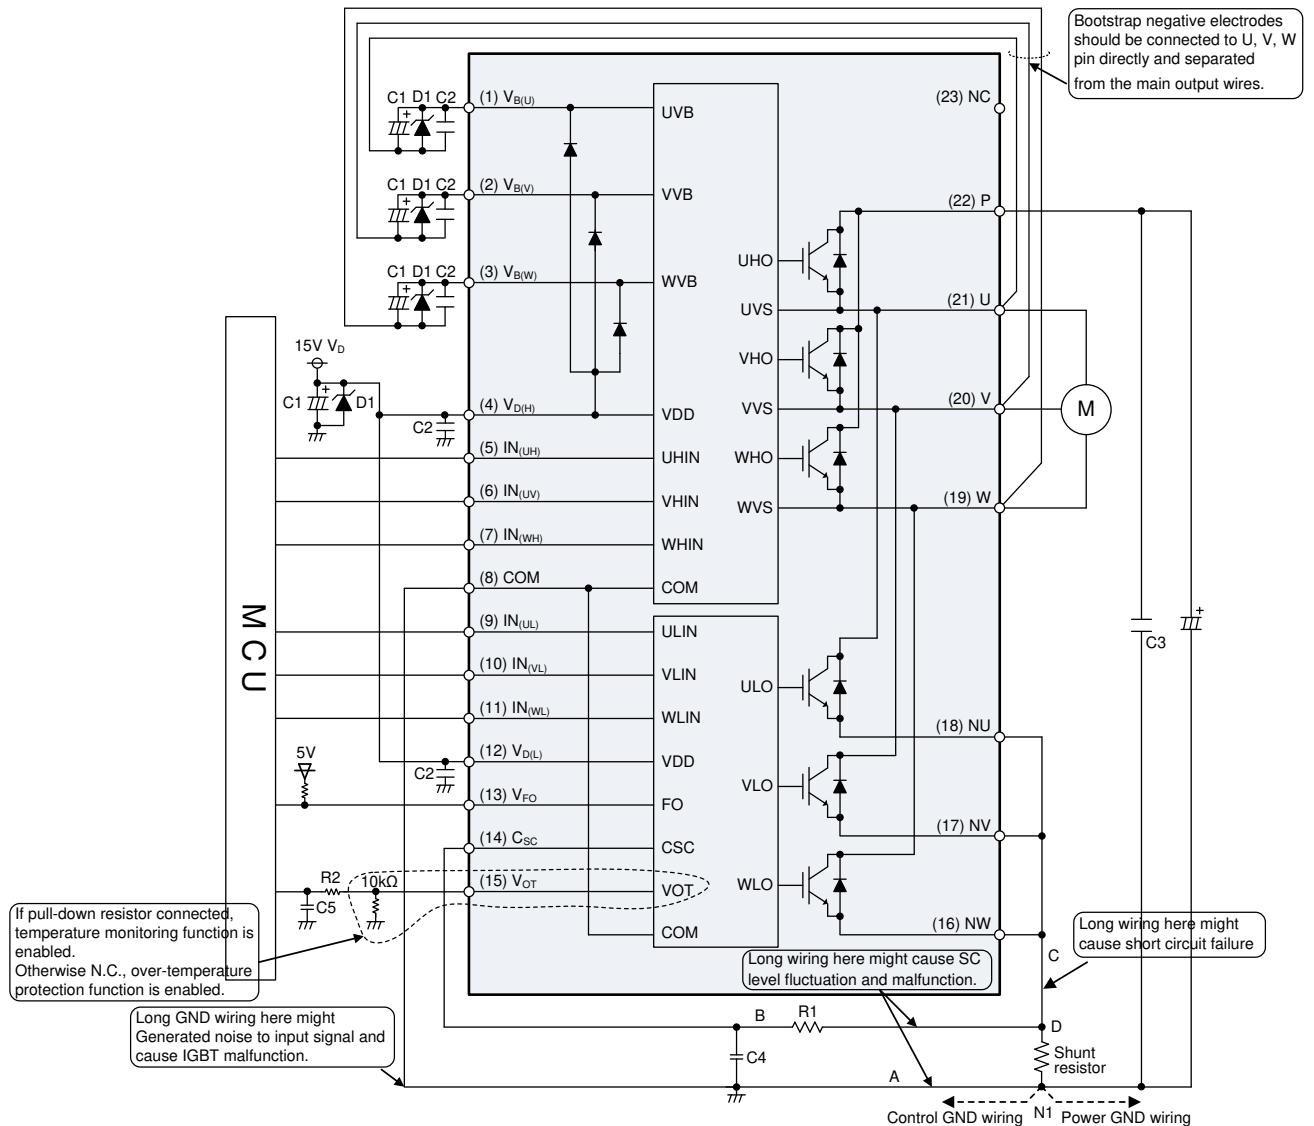 Bootstrap negative electrodes
should be connected to U, V, W
pin directly and separated
from the main output wires.
C1 D1 C2
+
(1) VB(U)
UVB
(23) NC
C1 D1 C2
+
(2) VB(V)
VVB
(22) P
UHO
C1 D1 C2
+
(3) VB(W)
WVB
UVS
(21) U
15V VD
VHO
+
C1
D1
(4) VD(H)
VDD
VVS
(20) V
M
C2
(5) IN(UH)
UHIN
WHO
(6) IN(UV)
VHIN
WVS
(19) W
(7) IN(WH)
WHIN
(8) COM
COM
MCU
(9) IN(UL)
ULIN
+
C3
(10) IN(VL)
VLIN
ULO
(11) IN(WL)
WLIN
(18) NU
5V
C2
(12) VD(L)
VDD
VLO
(13) VFO
FO
(17) NV
(14) CSC
CSC
R2
10kΩ
(15) VOT
VOT
WLO
C5
If pull-down resistor connected,
temperature monitoring function is
enabled.
Otherwise N.C., over-temperature
protection function is enabled.
COM
(16) NW
Long wiring here might
cause short circuit failure
C
Long wiring here might cause SC
level fluctuation and malfunction.
Long GND wiring here might
Generated noise to input signal and
cause IGBT malfunction.
B
R1
D
C4
Shunt
resistor
A
Control GND wiring
N1
Power GND wiring